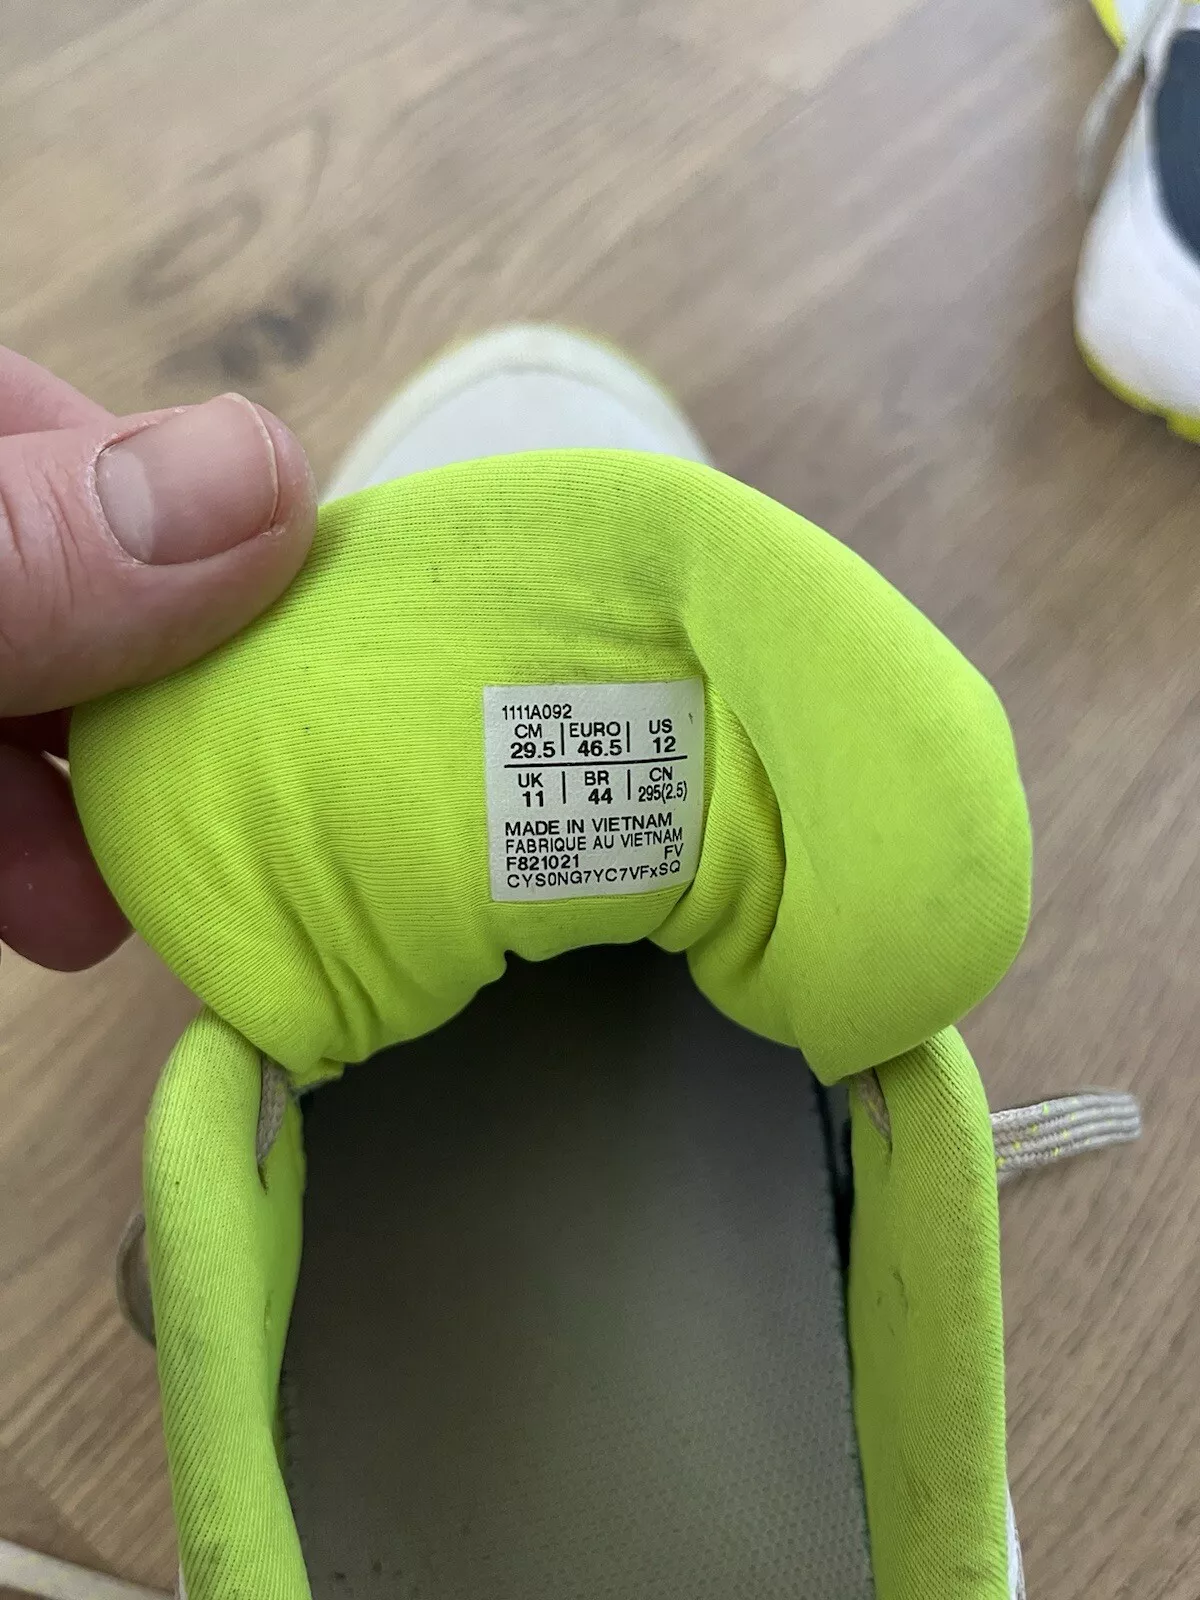 1111A092
CM | EURO | US
29.5 | 46.5 | 12
UK | BR | CN
11 | 44 | 295(2.5)
MADE IN VIETNAM
FABRIQUE AU VIETNAM
F821021 FV
CYS0NG7YC7VFxSQ